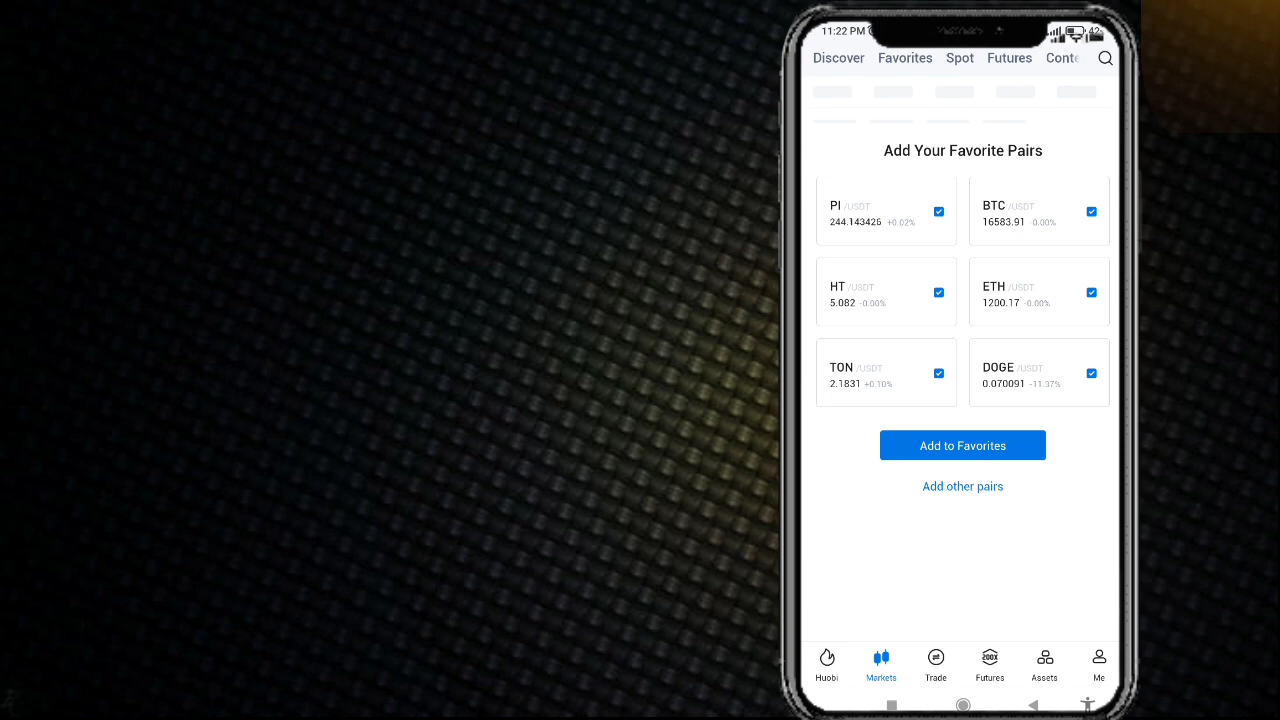 11:22 PM
42
Discover Favorites Spot Futures
Add Your Favorite Pairs
PI /USDT
244.143426 +0.02%
BTC /USDT
16583.91 -0.00%
HT /USDT
5.082 -0.00%
ETH /USDT
1200.17 -0.00%
TON /USDT
2.1831 +0.10%
DOGE /USDT
0.070091 -11.37%
Add to Favorites
Add other pairs
200X
Huobi Markets Trade Futures Assets Me